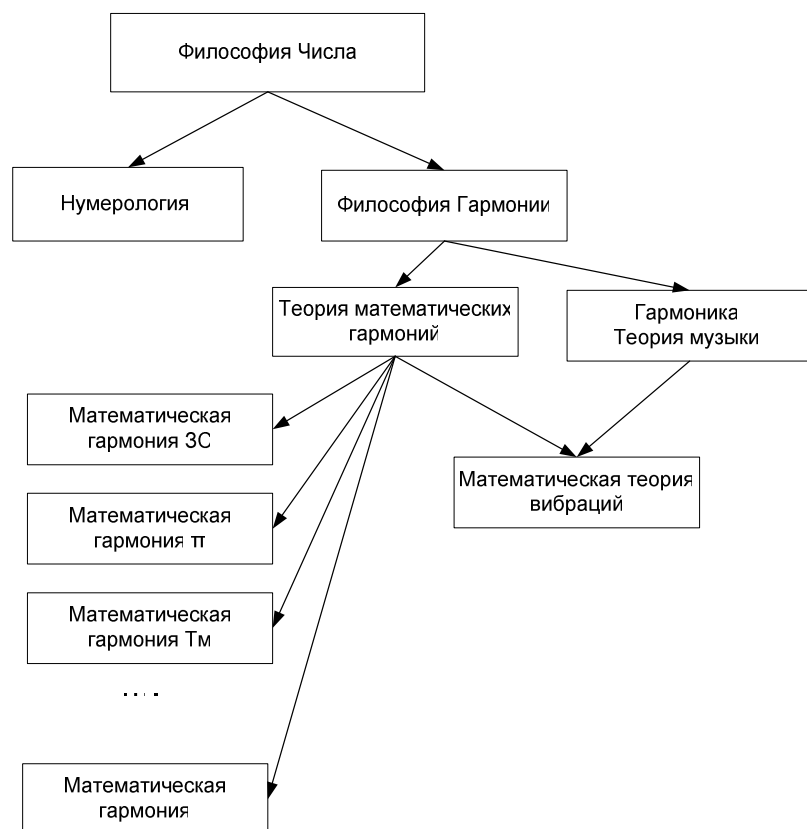 Философия Числа
Нумерология
Философия Гармонии
Теория математических
гармоний
Гармоника
Теория музыки
Математическая
гармония ЗС
Математическая теория
вибраций
Математическая
гармония π
Математическая
гармония Тм
....
Математическая
гармония